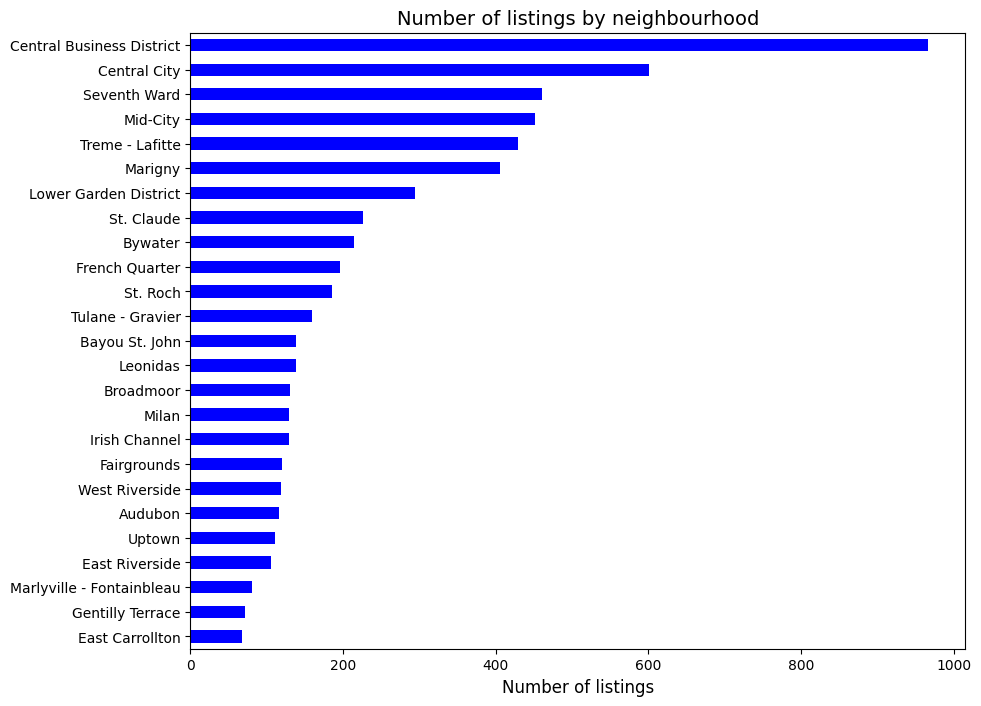 Number of listings by neighbourhood
Central Business District
Central City
Seventh Ward
Mid-City
Treme - Lafitte
Marigny
Lower Garden District
St. Claude
Bywater
French Quarter
St. Roch
Tulane - Gravier
Bayou St. John
Leonidas
Broadmoor
Milan
Irish Channel
Fairgrounds
West Riverside
Audubon
Uptown
East Riverside
Marlyville - Fontainbleau
Gentilly Terrace
East Carrollton
0 200 400 600 800 1000
Number of listings